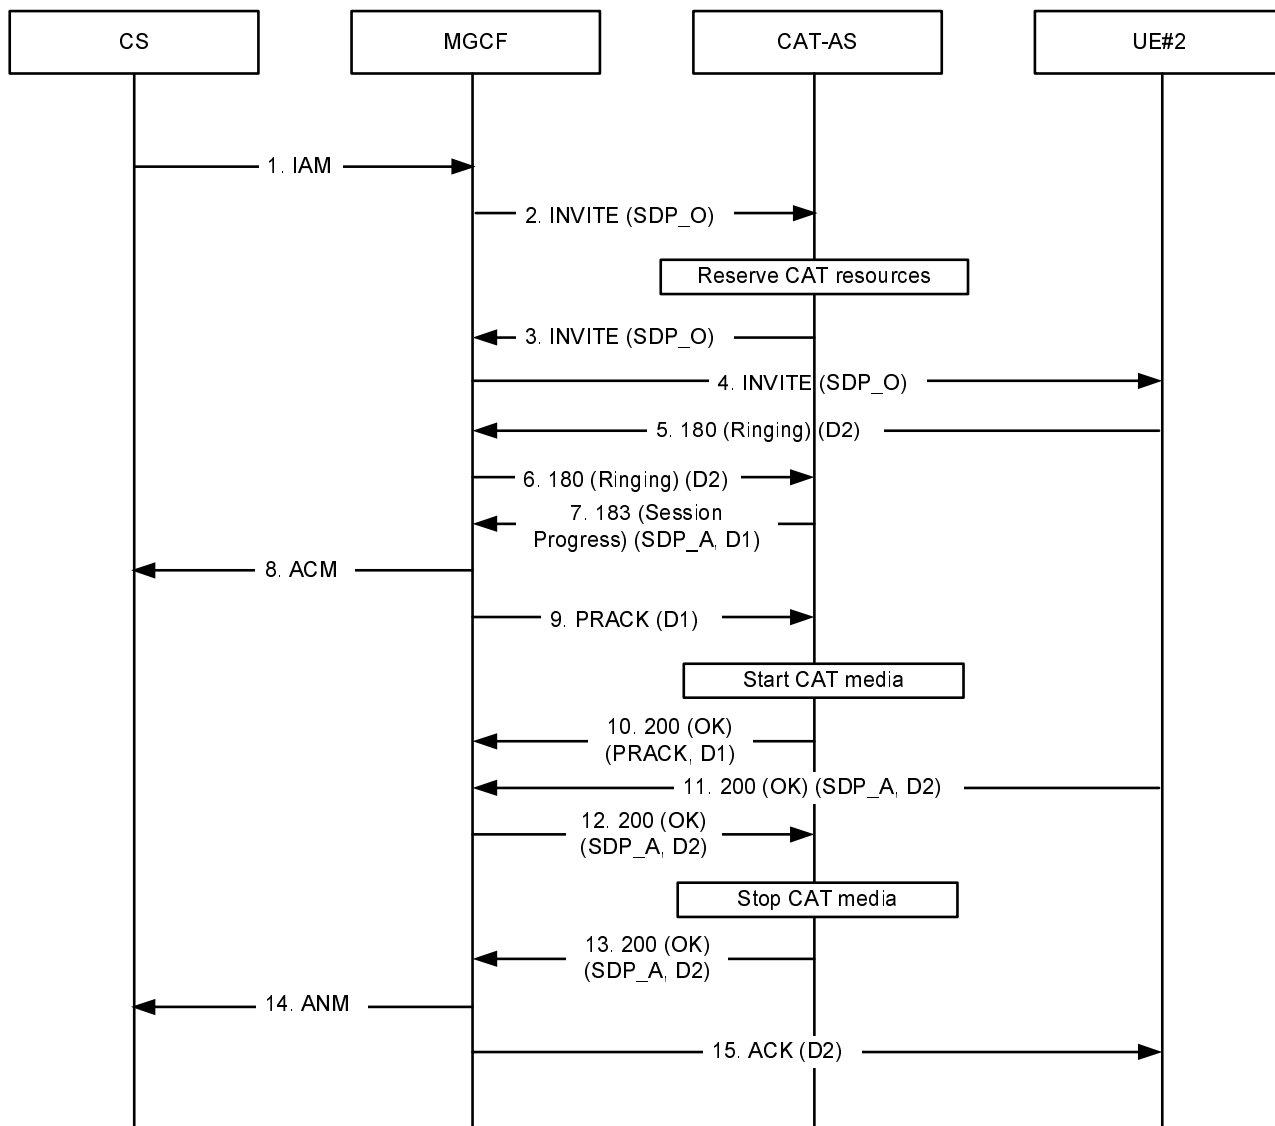 CS
MGCF
CAT-AS
UE#2
1. IAM
2. INVITE (SDP_O)
Reserve CAT resources
3. INVITE (SDP_O)
4. INVITE (SDP_O)
5. 180 (Ringing) (D2)
6. 180 (Ringing) (D2)
7. 183 (Session
Progress) (SDP_A, D1)
8. ACM
9. PRACK (D1)
Start CAT media
10. 200 (OK)
(PRACK, D1)
11. 200 (OK) (SDP_A, D2)
12. 200 (OK)
(SDP_A, D2)
Stop CAT media
13. 200 (OK)
(SDP_A, D2)
14. ANM
15. ACK (D2)